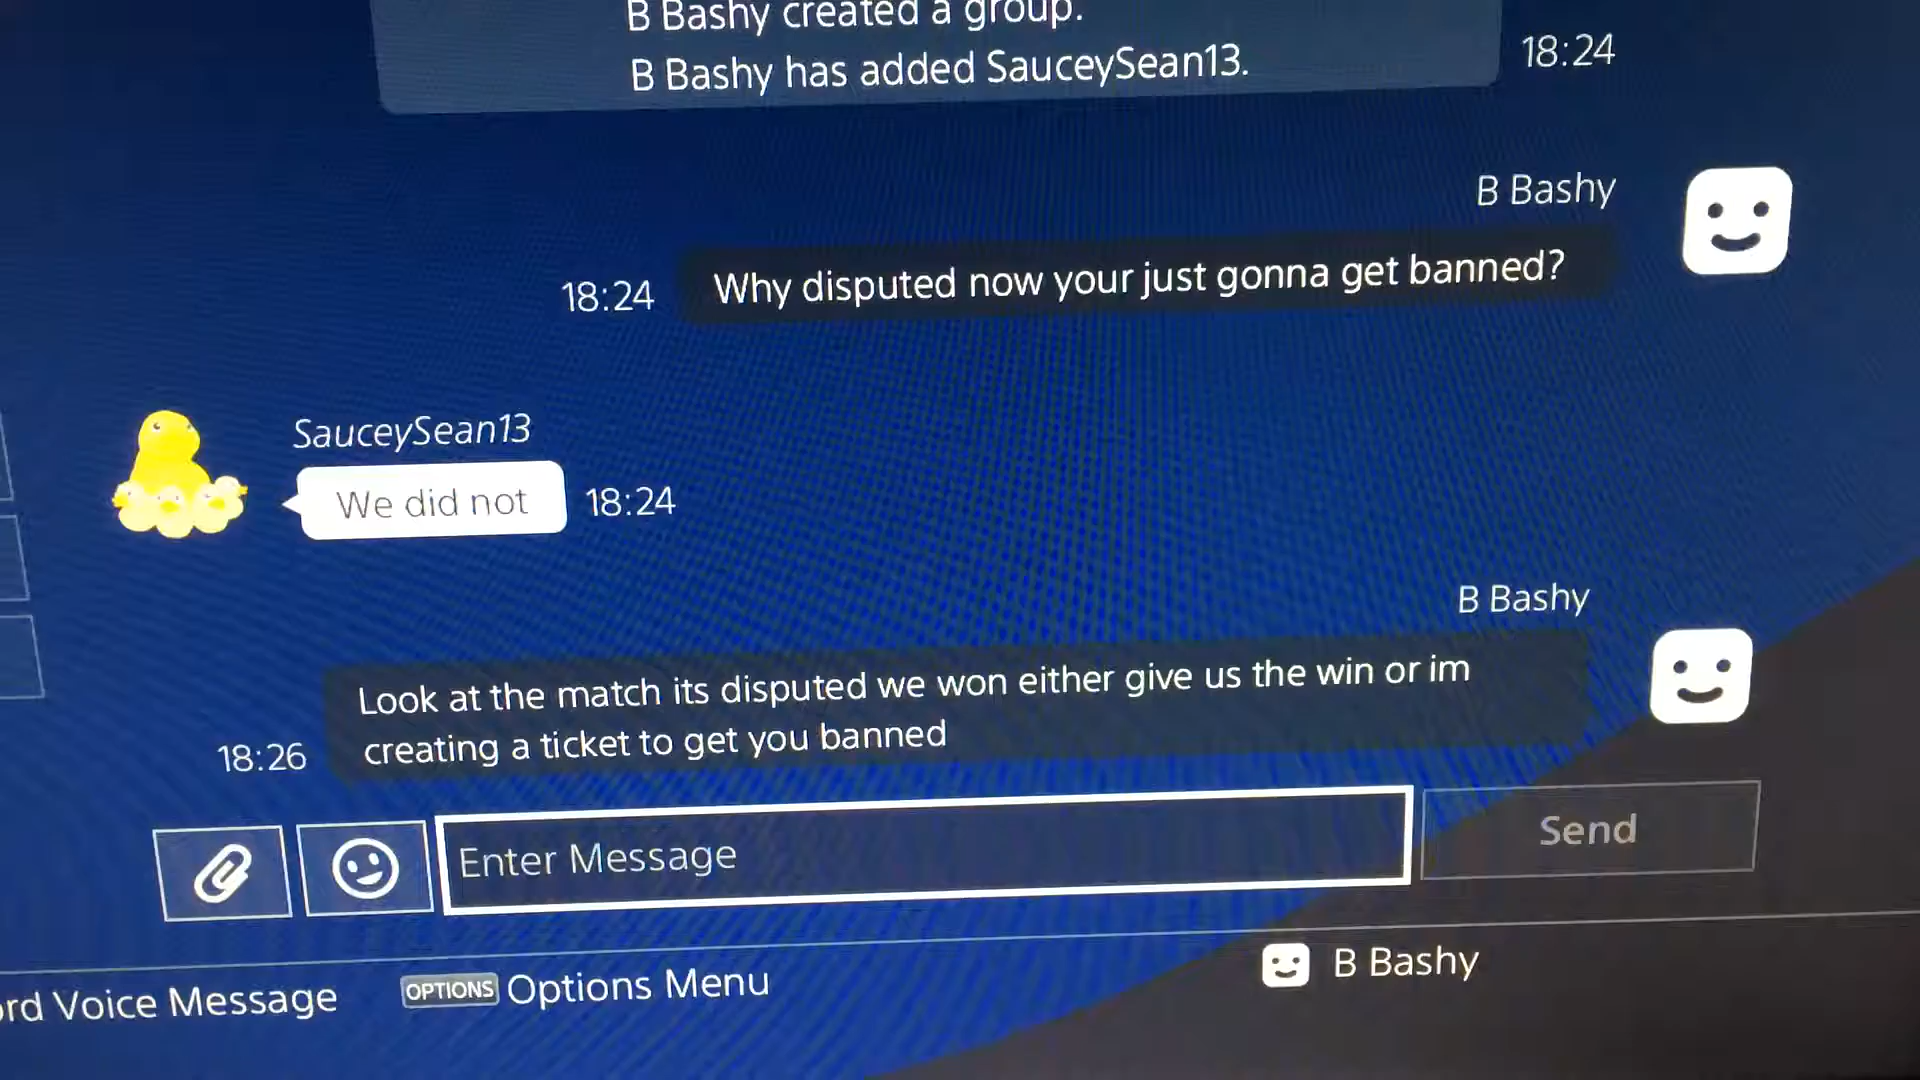 B Bashy created a group.
B Bashy has added SauceySean13.
18:24
B Bashy
18:24
Why disputed now your just gonna get banned?
SauceySean13
We did not
18:24
B Bashy
Look at the match its disputed we won either give us the win or im
creating a ticket to get you banned
18:26
Enter Message
Send
B Bashy
ord Voice Message
OPTIONS Options Menu